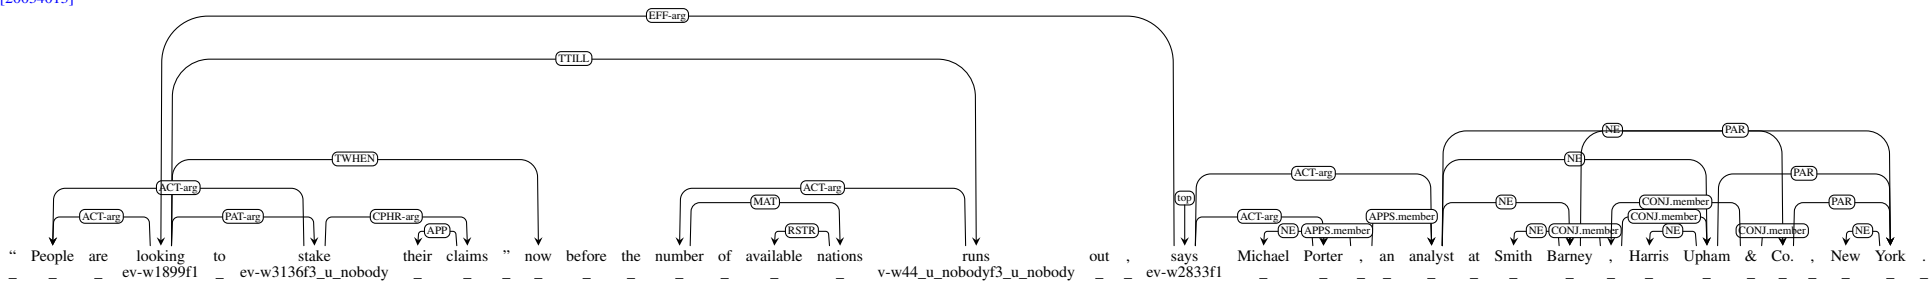 EFF-arg
TTILL
NE PAR
TWHEN NE
ACT-arg ACT-arg ACT-arg PAR
MAT top NE CONJ.member PAR
ACT-arg PAT-arg CPHR-arg ACT-arg APPS.member CONJ.member
APP RSTR NE APPS.member NE CONJ.member NE CONJ.member NE
“ People are looking to stake their claims ” now before the number of available nations runs out , says Michael Porter , an analyst at Smith Barney , Harris Upham & Co. , New York .
_ _ _ ev-w1899f1 _ ev-w3136f3_u_nobody _ _ _ _ _ _ _ _ _ _ v-w44_u_nobodyf3_u_nobody _ _ ev-w2833f1 _ _ _ _ _ _ _ _ _ _ _ _ _ _ _ _ _